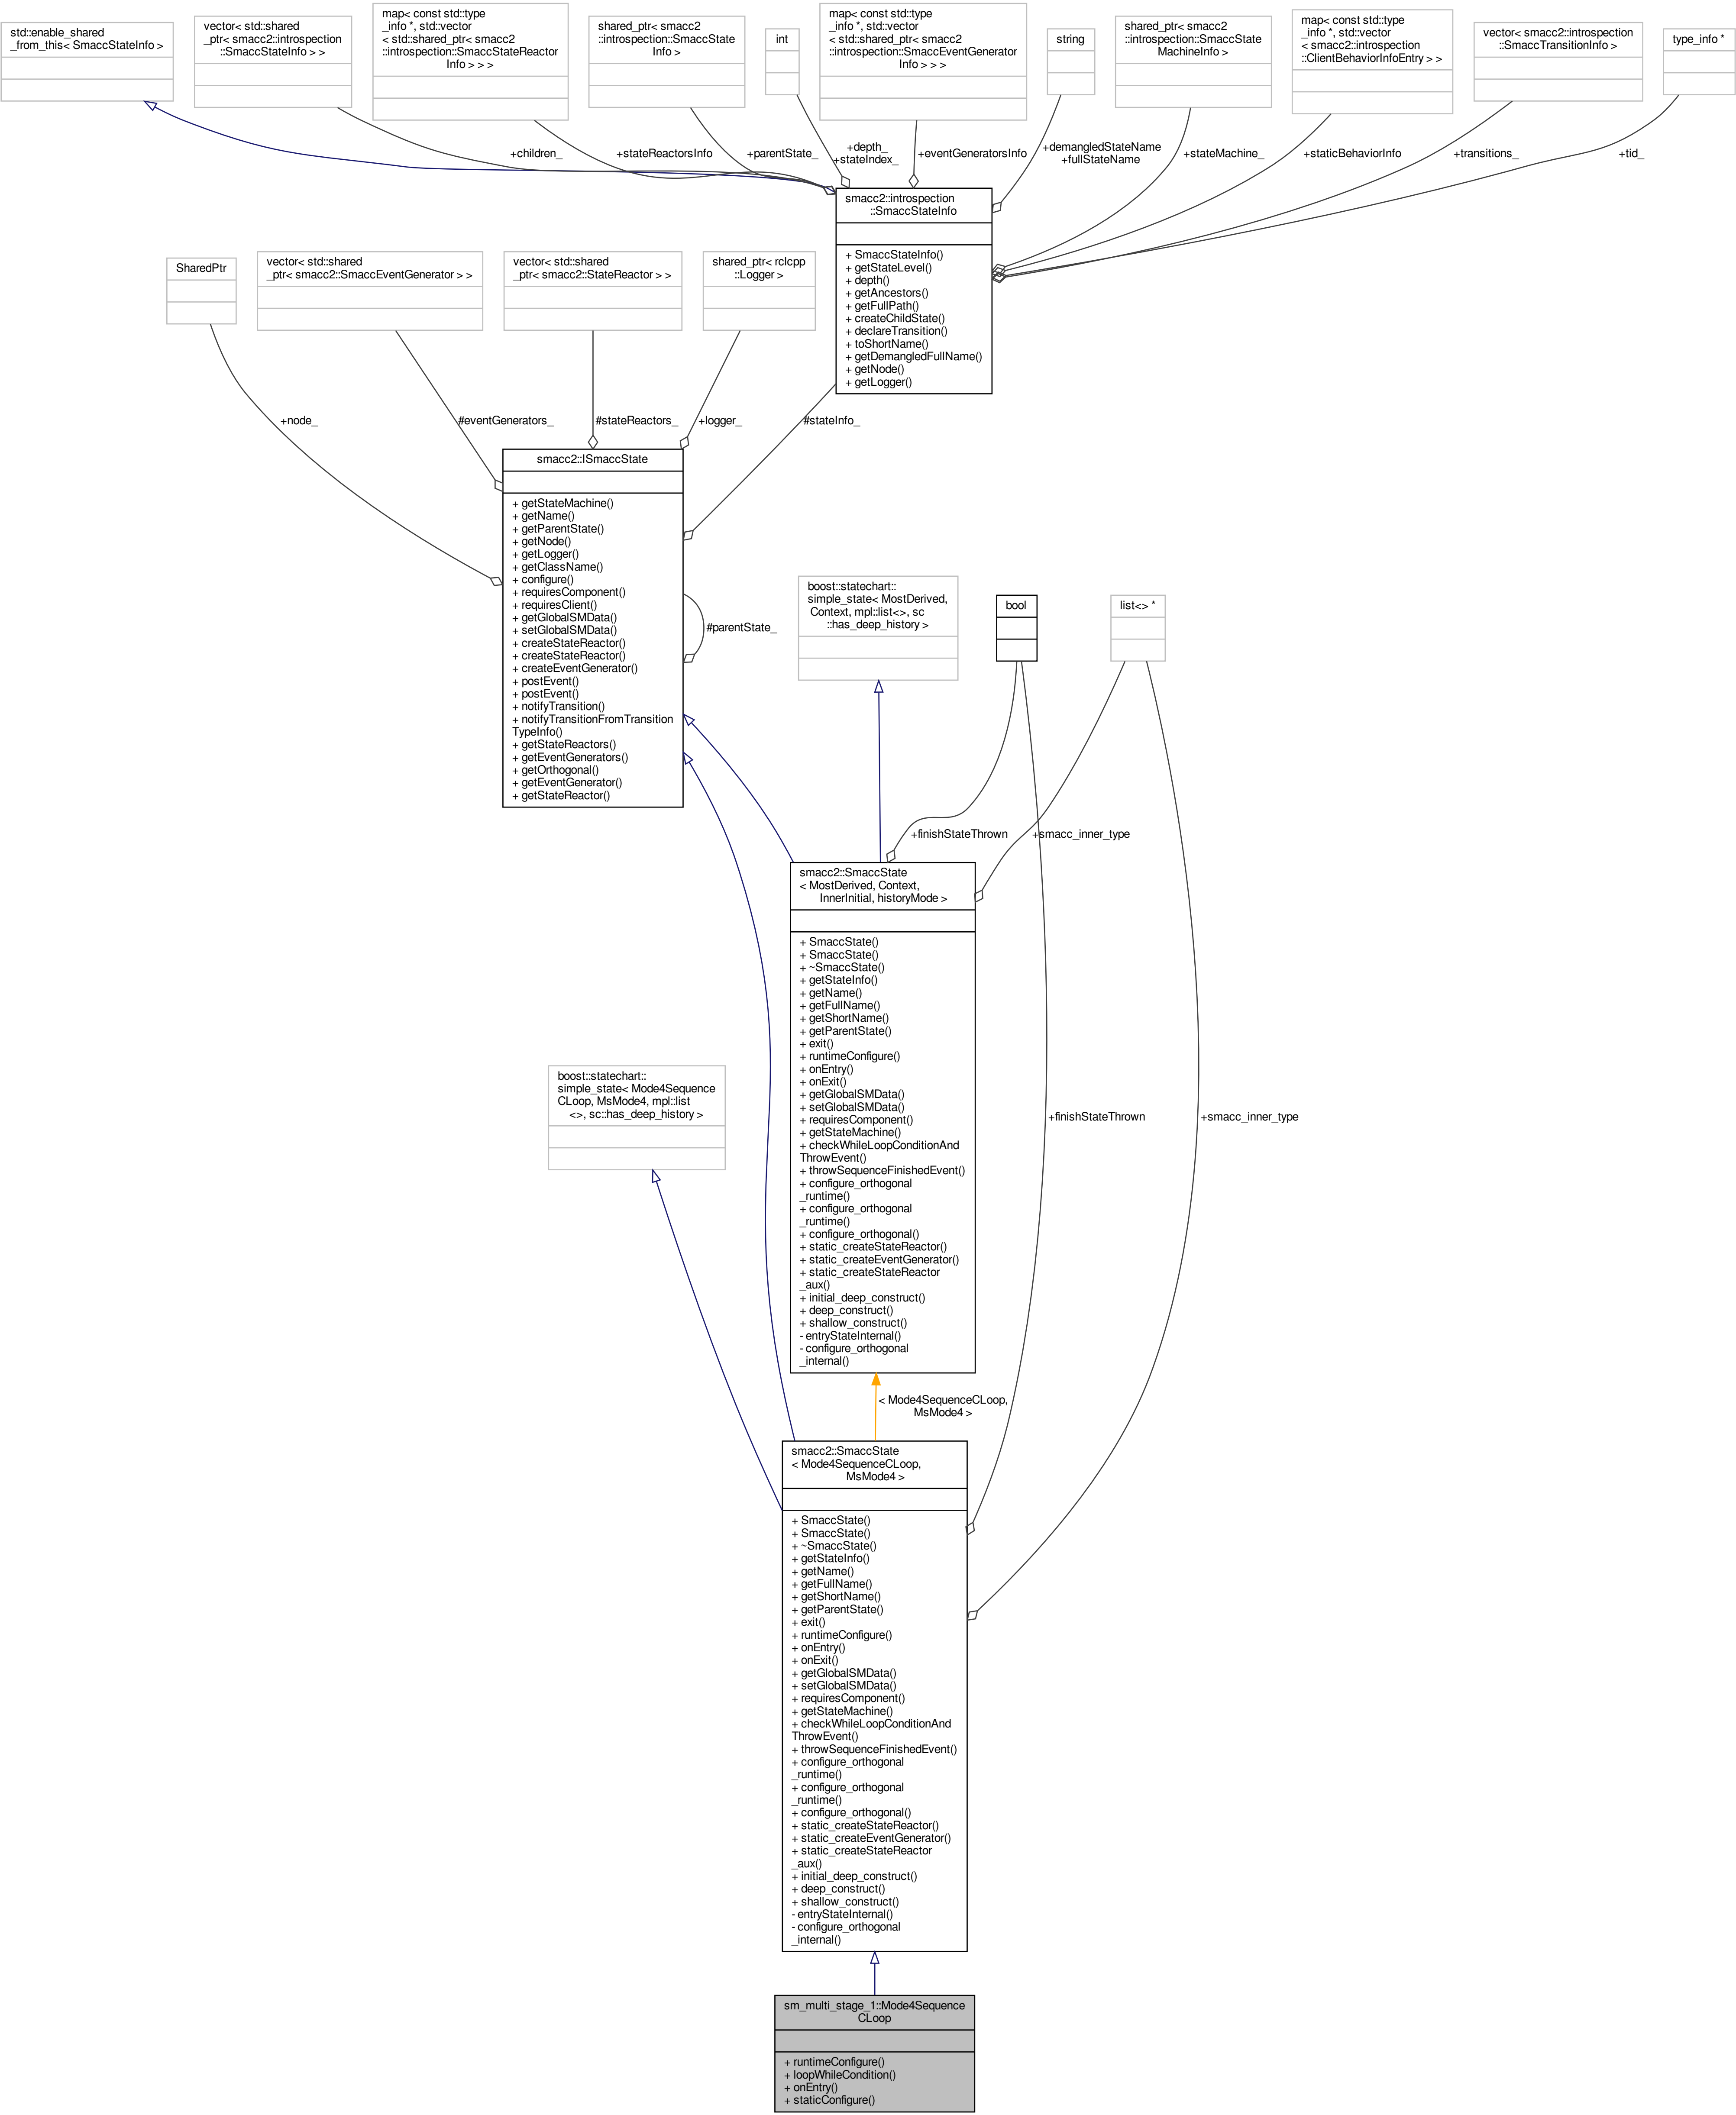 std::enable_shared
_from_this< SmaccStateInfo >
vector< std::shared
_ptr< smacc2::introspection
::SmaccStateInfo > >
map< const std::type
_info *, std::vector
< std::shared_ptr< smacc2
::introspection::SmaccStateReactor
Info > > >
shared_ptr< smacc2
::introspection::SmaccState
Info >
int
map< const std::type
_info *, std::vector
< std::shared_ptr< smacc2
::introspection::SmaccEventGenerator
Info > > >
string
shared_ptr< smacc2
::introspection::SmaccState
MachineInfo >
map< const std::type
_info *, std::vector
< smacc2::introspection
::ClientBehaviorInfoEntry > >
vector< smacc2::introspection
::SmaccTransitionInfo >
type_info *
+children_
+stateReactorsInfo
+parentState_
+depth_
+stateIndex_
+eventGeneratorsInfo
+demangledStateName
+fullStateName
+stateMachine_
+staticBehaviorInfo
+transitions_
+tid_
smacc2::introspection
::SmaccStateInfo
+ SmaccStateInfo()
+ getStateLevel()
+ depth()
+ getAncestors()
+ getFullPath()
+ createChildState()
+ declareTransition()
+ toShortName()
+ getDemangledFullName()
+ getNode()
+ getLogger()
SharedPtr
vector< std::shared
_ptr< smacc2::SmaccEventGenerator > >
vector< std::shared
_ptr< smacc2::StateReactor > >
shared_ptr< rclcpp
::Logger >
+node_
#eventGenerators_
#stateReactors_
+logger_
#stateInfo_
smacc2::ISmaccState
+ getStateMachine()
+ getName()
+ getParentState()
+ getNode()
+ getLogger()
+ getClassName()
+ configure()
+ requiresComponent()
+ requiresClient()
+ getGlobalSMData()
+ setGlobalSMData()
+ createStateReactor()
+ createStateReactor()
+ createEventGenerator()
+ postEvent()
+ postEvent()
+ notifyTransition()
+ notifyTransitionFromTransition
TypeInfo()
+ getStateReactors()
+ getEventGenerators()
+ getOrthogonal()
+ getEventGenerator()
+ getStateReactor()
#parentState_
boost::statechart::
simple_state< MostDerived,
Context, mpl::list<>, sc
::has_deep_history >
bool
list<> *
+finishStateThrown
+smacc_inner_type
smacc2::SmaccState
< MostDerived, Context,
InnerInitial, historyMode >
+ SmaccState()
+ SmaccState()
+ ~SmaccState()
+ getStateInfo()
+ getName()
+ getFullName()
+ getShortName()
+ getParentState()
+ exit()
+ runtimeConfigure()
+ onEntry()
+ onExit()
+ getGlobalSMData()
+ setGlobalSMData()
+ requiresComponent()
+ getStateMachine()
+ checkWhileLoopConditionAnd
ThrowEvent()
+ throwSequenceFinishedEvent()
+ configure_orthogonal
_runtime()
+ configure_orthogonal
_runtime()
+ configure_orthogonal()
+ static_createStateReactor()
+ static_createEventGenerator()
+ static_createStateReactor
_aux()
+ initial_deep_construct()
+ deep_construct()
+ shallow_construct()
- entryStateInternal()
- configure_orthogonal
_internal()
boost::statechart::
simple_state< Mode4Sequence
CLoop, MsMode4, mpl::list
<>, sc::has_deep_history >
+finishStateThrown
+smacc_inner_type
< Mode4SequenceCLoop,
MsMode4 >
smacc2::SmaccState
< Mode4SequenceCLoop,
MsMode4 >
+ SmaccState()
+ SmaccState()
+ ~SmaccState()
+ getStateInfo()
+ getName()
+ getFullName()
+ getShortName()
+ getParentState()
+ exit()
+ runtimeConfigure()
+ onEntry()
+ onExit()
+ getGlobalSMData()
+ setGlobalSMData()
+ requiresComponent()
+ getStateMachine()
+ checkWhileLoopConditionAnd
ThrowEvent()
+ throwSequenceFinishedEvent()
+ configure_orthogonal
_runtime()
+ configure_orthogonal
_runtime()
+ configure_orthogonal()
+ static_createStateReactor()
+ static_createEventGenerator()
+ static_createStateReactor
_aux()
+ initial_deep_construct()
+ deep_construct()
+ shallow_construct()
- entryStateInternal()
- configure_orthogonal
_internal()
sm_multi_stage_1::Mode4Sequence
CLoop
+ runtimeConfigure()
+ loopWhileCondition()
+ onEntry()
+ staticConfigure()